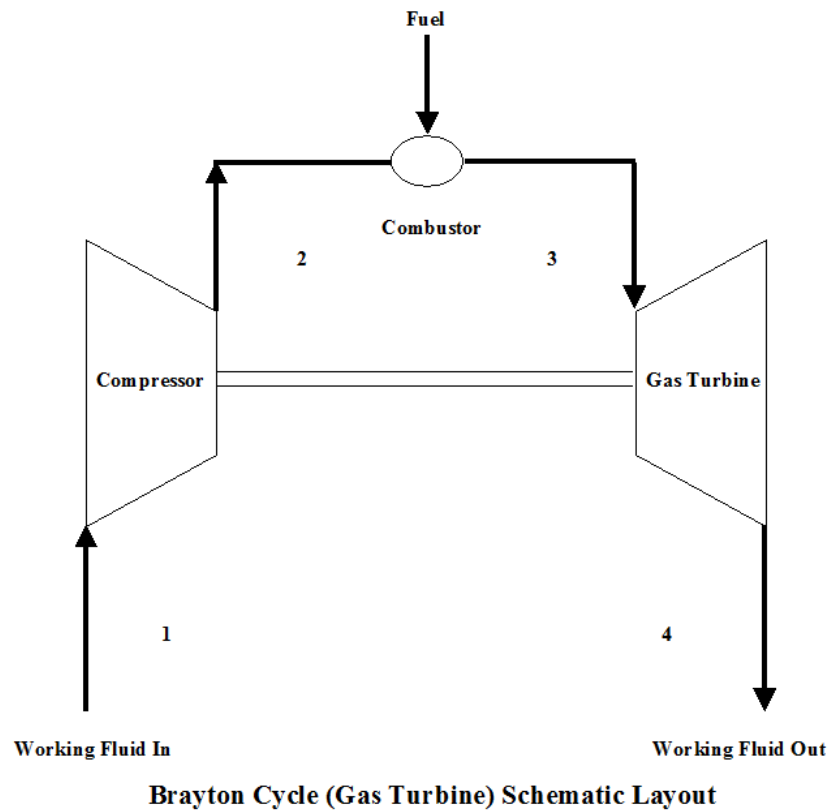 Fuel
Combustor
2
3
Compressor
Gas Turbine
1
4
Working Fluid In
Working Fluid Out
Brayton Cycle (Gas Turbine) Schematic Layout